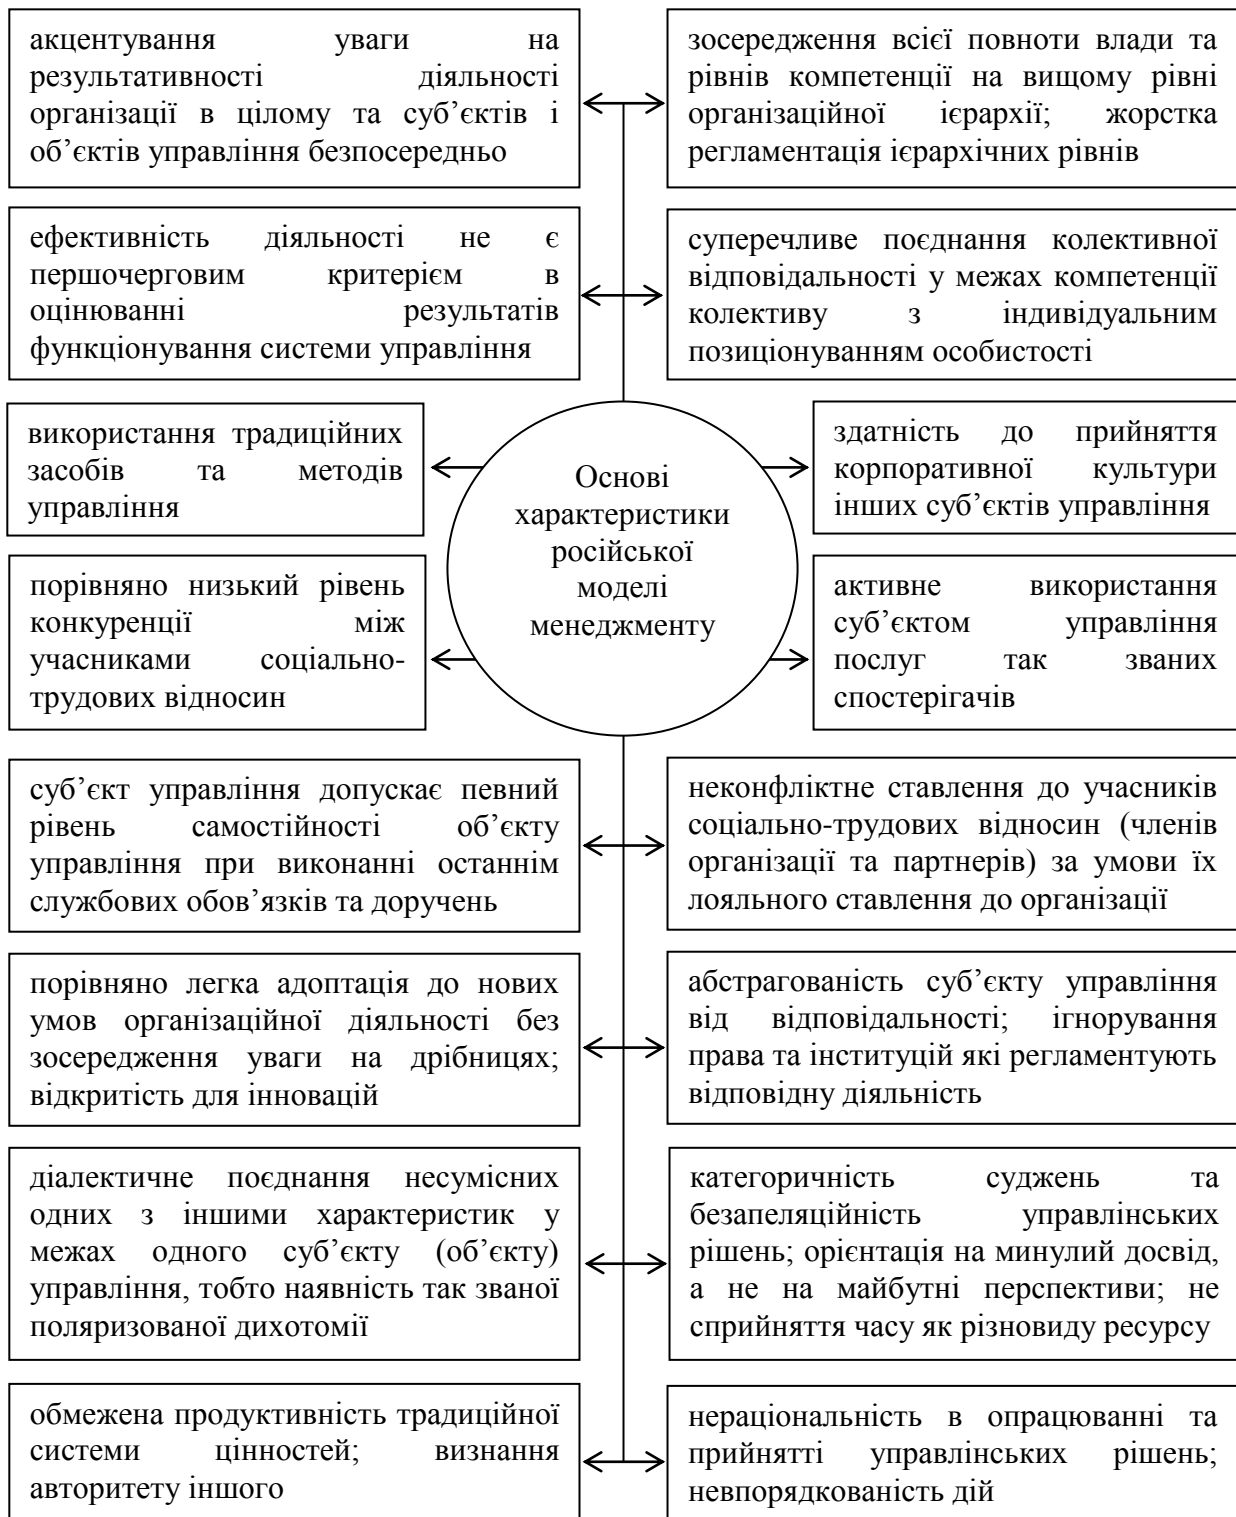 акцентування уваги на
результативності діяльності
організації в цілому та суб’єктів і
об’єктів управління безпосередньо
зосередження всієї повноти влади та
рівнів компетенції на вищому рівні
організаційної ієрархії; жорстка
регламентація ієрархічних рівнів
ефективність діяльності не є
першочерговим критерієм в
оцінюванні результатів
функціонування системи управління
суперечливе поєднання колективної
відповідальності у межах компетенції
колективу з індивідуальним
позиціонуванням особистості
використання традиційних
засобів та методів
управління
Основі
характеристики
російської
моделі
менеджменту
здатність до прийняття
корпоративної культури
інших суб’єктів управління
порівняно низький рівень
конкуренції між
учасниками соціально-
трудових відносин
активне використання
суб’єктом управління
послуг так званих
спостерігачів
суб’єкт управління допускає певний
рівень самостійності об’єкту
управління при виконанні останнім
службових обов’язків та доручень
неконфліктне ставлення до учасників
соціально-трудових відносин (членів
організації та партнерів) за умови їх
лояльного ставлення до організації
порівняно легка адоптація до нових
умов організаційної діяльності без
зосередження уваги на дрібницях;
відкритість для інновацій
абстрагованість суб’єкту управління
від відповідальності; ігнорування
права та інституцій які регламентують
відповідну діяльність
діалектичне поєднання несумісних
одних з іншими характеристик у
межах одного суб’єкту (об’єкту)
управління, тобто наявність так званої
поляризованої дихотомії
категоричність суджень та
безапеляційність управлінських
рішень; орієнтація на минулий досвід,
а не на майбутні перспективи; не
сприйняття часу як різновиду ресурсу
обмежена продуктивність традиційної
системи цінностей; визнання
авторитету іншого
нераціональність в опрацюванні та
прийнятті управлінських рішень;
невпорядкованість дій